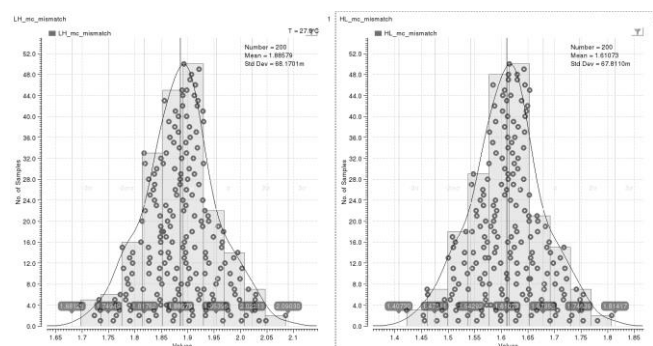 LH_mc_mismatch
1
T = 27.0°C
LH_mc_mismatch
Number = 200
Mean = 1.88579
Std Dev = 68.1701m
No. of Samples
52.0
48.0
44.0
40.0
36.0
32.0
28.0
24.0
20.0
16.0
12.0
8.0
4.0
0.0
1.65 1.7 1.75 1.8 1.85 1.9 1.95 2.0 2.05 2.1
Values
HL_mc_mismatch
HL_mc_mismatch
Number = 200
Mean = 1.61073
Std Dev = 67.8110m
No. of Samples
52.0
48.0
44.0
40.0
36.0
32.0
28.0
24.0
20.0
16.0
12.0
8.0
4.0
0.0
1.4 1.45 1.5 1.55 1.6 1.65 1.7 1.75 1.8 1.85
Values